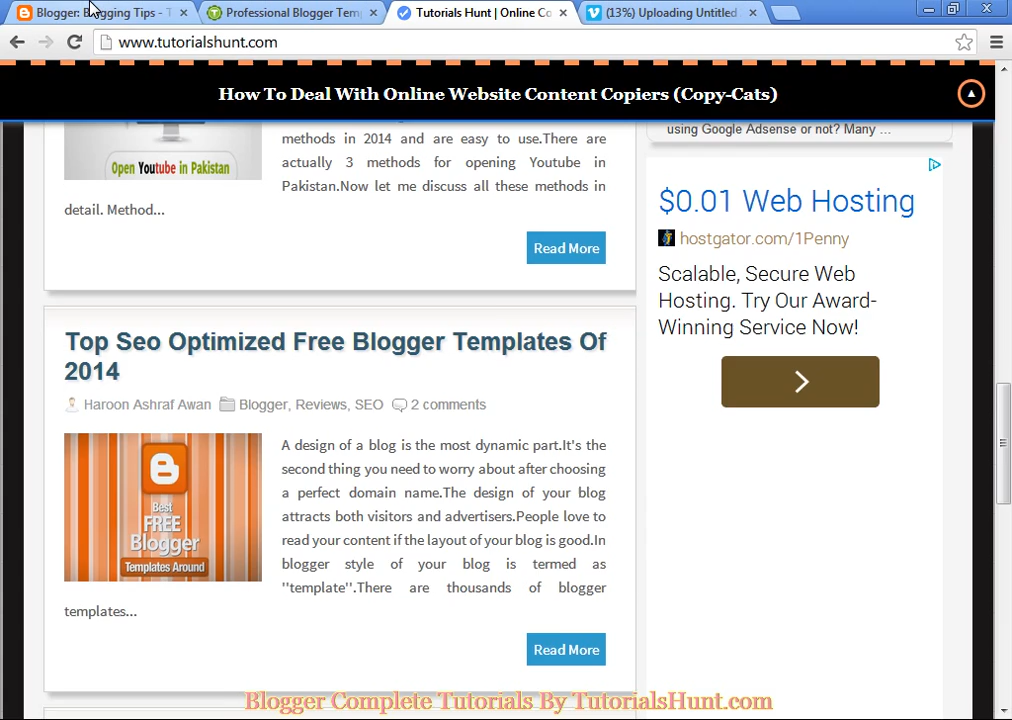 Blogger: Blogging Tips - T
Professional Blogger Tem
Tutorials Hunt | Online Co
(13%) Uploading Untitled
www.tutorialshunt.com
How To Deal With Online Website Content Copiers (Copy-Cats)
methods in 2014 and are easy to use.There are
actually 3 methods for opening Youtube in
Pakistan.Now let me discuss all these methods in
detail. Method...
Open Youtube in Pakistan
Read More
using Google Adsense or not? Many ...
$0.01 Web Hosting
hostgator.com/1Penny
Scalable, Secure Web
Hosting. Try Our Award-
Winning Service Now!
Top Seo Optimized Free Blogger Templates Of
2014
Haroon Ashraf Awan Blogger, Reviews, SEO 2 comments
Best
FREE
Blogger
Templates Around
A design of a blog is the most dynamic part.It's the
second thing you need to worry about after choosing
a perfect domain name.The design of your blog
attracts both visitors and advertisers.People love to
read your content if the layout of your blog is good.In
blogger style of your blog is termed as
"template".There are thousands of blogger
templates...
Read More
Blogger Complete Tutorials By TutorialsHunt.com